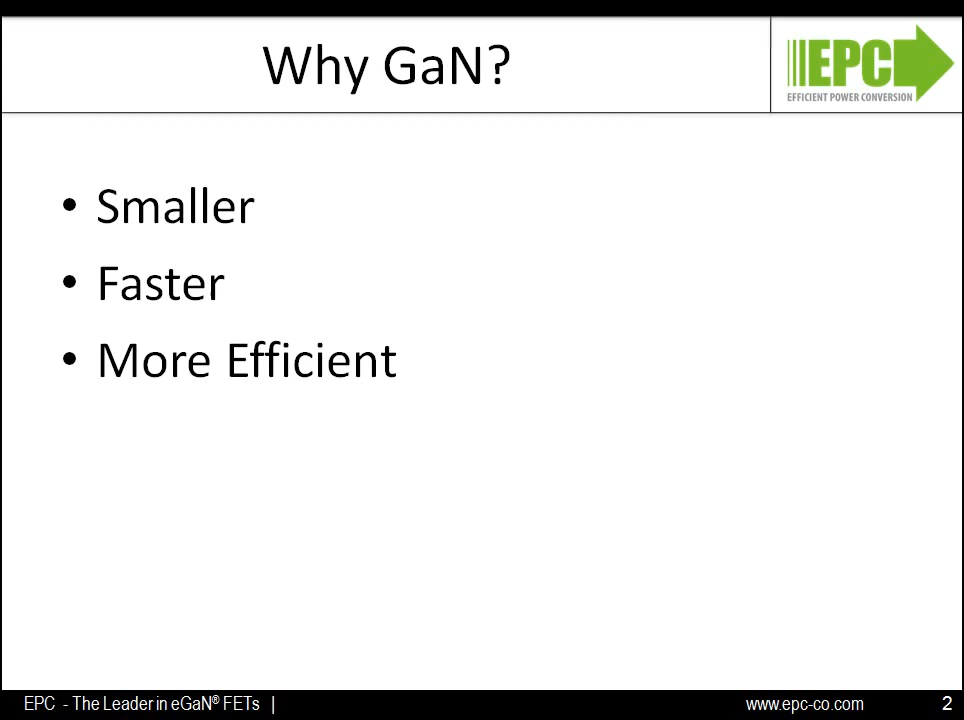 Why GaN?
EPC
EFFICIENT POWER CONVERSION
• Smaller
• Faster
• More Efficient
EPC - The Leader in eGaN® FETs |
www.epc-co.com
2